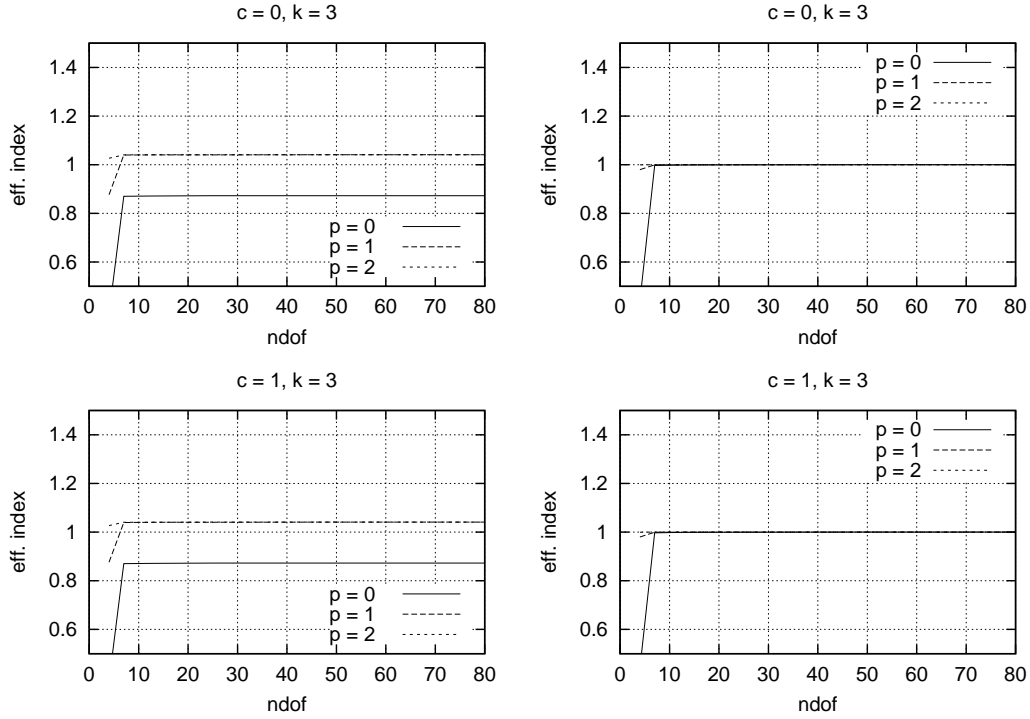 c = 0, k = 3
eff. index
1.4
1.2
1
0.8
0.6
p = 0
p = 1
p = 2
0 10 20 30 40 50 60 70 80
ndof
c = 0, k = 3
eff. index
1.4
1.2
1
0.8
0.6
p = 0
p = 1
p = 2
0 10 20 30 40 50 60 70 80
ndof
c = 1, k = 3
eff. index
1.4
1.2
1
0.8
0.6
p = 0
p = 1
p = 2
0 10 20 30 40 50 60 70 80
ndof
c = 1, k = 3
eff. index
1.4
1.2
1
0.8
0.6
p = 0
p = 1
p = 2
0 10 20 30 40 50 60 70 80
ndof